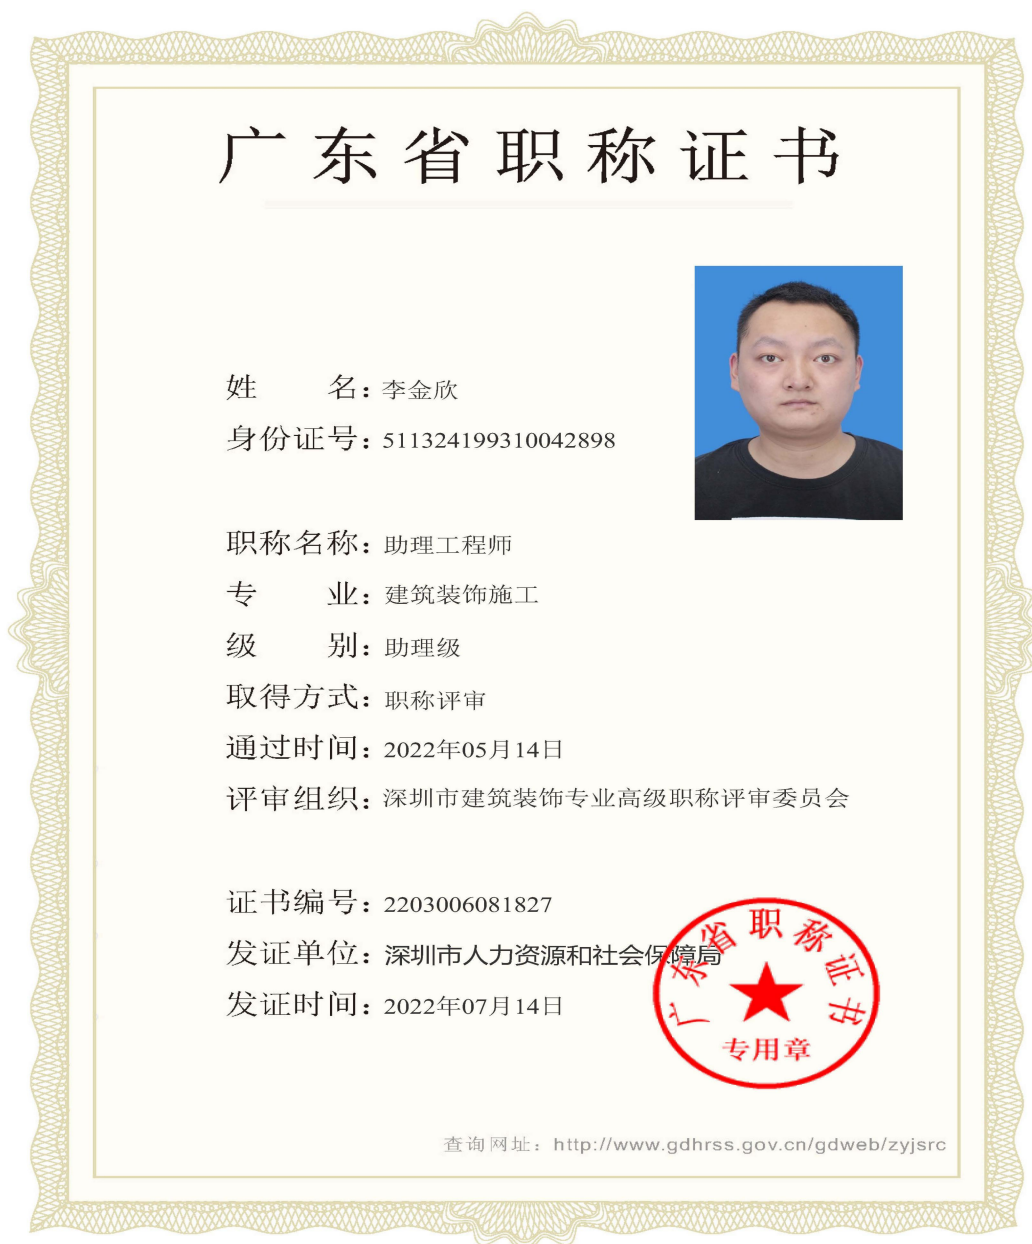 广东省职称证书
姓名：李金欣
身份证号：511324199310042898
职称名称：助理工程师
专业：建筑装饰施工
级别：助理级
取得方式：职称评审
通过时间：2022年05月14日
评审组织：深圳市建筑装饰专业高级职称评审委员会
证书编号：2203006081827
发证单位：深圳市人力资源和社会保障局
发证时间：2022年07月14日
广东省职称证书
专用章
查询网址：http://www.gdhrss.gov.cn/gdweb/zyjsrc